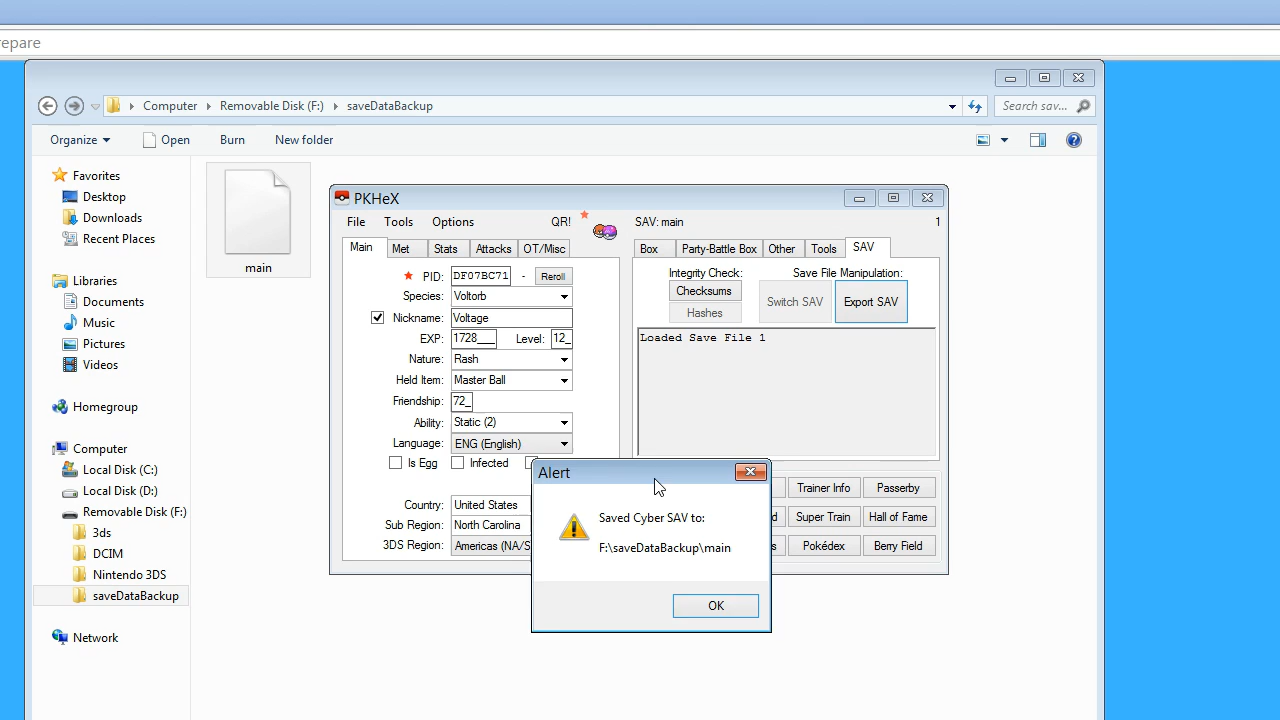 epare
Computer Removable Disk (F:) saveDataBackup Search sav...
Organize Open Burn New folder
Favorites
Desktop
Downloads
Recent Places
Libraries
Documents
Music
Pictures
Videos
Homegroup
Computer
Local Disk (C:)
Local Disk (D:)
Removable Disk (F:)
3ds
DCIM
Nintendo 3DS
saveDataBackup
Network
main
PKHeX
File Tools Options QR! SAV: main 1
Main Met Stats Attacks OT/Misc
PID: DF07BC71 - Reroll
Species: Voltorb
Nickname: Voltage
EXP: 1728___ Level: 12_
Nature: Rash
Held Item: Master Ball
Friendship: 72_
Ability: Static (2)
Language: ENG (English)
Is Egg Infected
Country: United States
Sub Region: North Carolina
3DS Region: Americas (NA/S
Box Party-Battle Box Other Tools SAV
Integrity Check: Save File Manipulation:
Checksums Switch SAV Export SAV
Hashes
Loaded Save File 1
Trainer Info Passerby
d Super Train Hall of Fame
s Pokédex Berry Field
Alert
Saved Cyber SAV to:
F:\saveDataBackup\main
OK